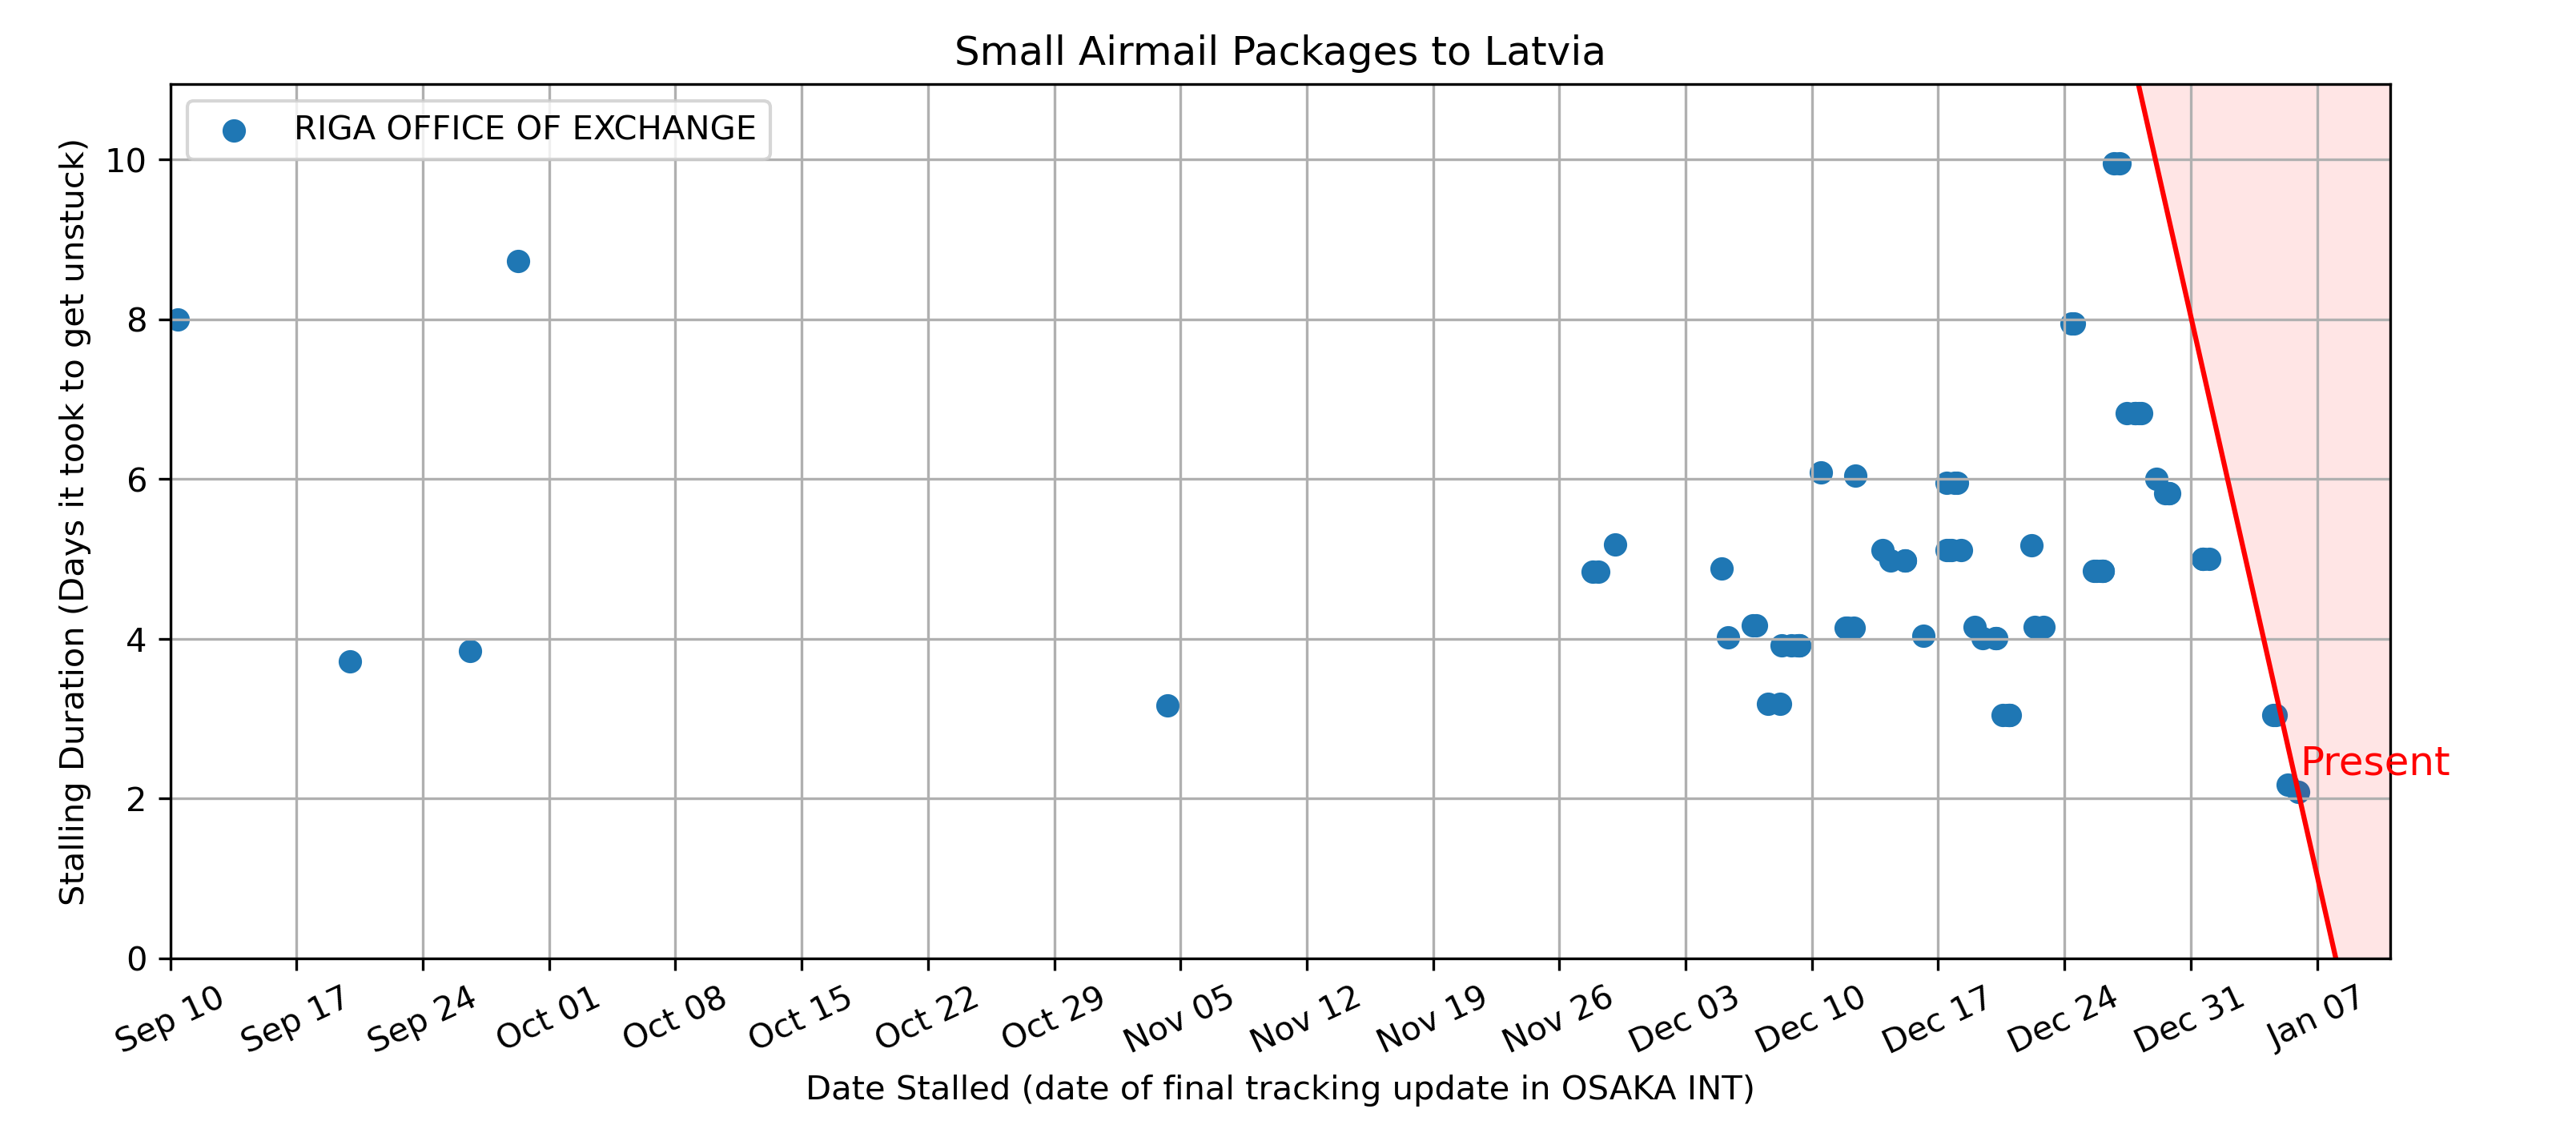 Small Airmail Packages to Latvia
RIGA OFFICE OF EXCHANGE
Stalling Duration (Days it took to get unstuck)
10
8
6
4
2
0
Present
Sep 10
Sep 17
Sep 24
Oct 01
Oct 08
Oct 15
Oct 22
Oct 29
Nov 05
Nov 12
Nov 19
Nov 26
Dec 03
Dec 10
Dec 17
Dec 24
Dec 31
Jan 07
Date Stalled (date of final tracking update in OSAKA INT)